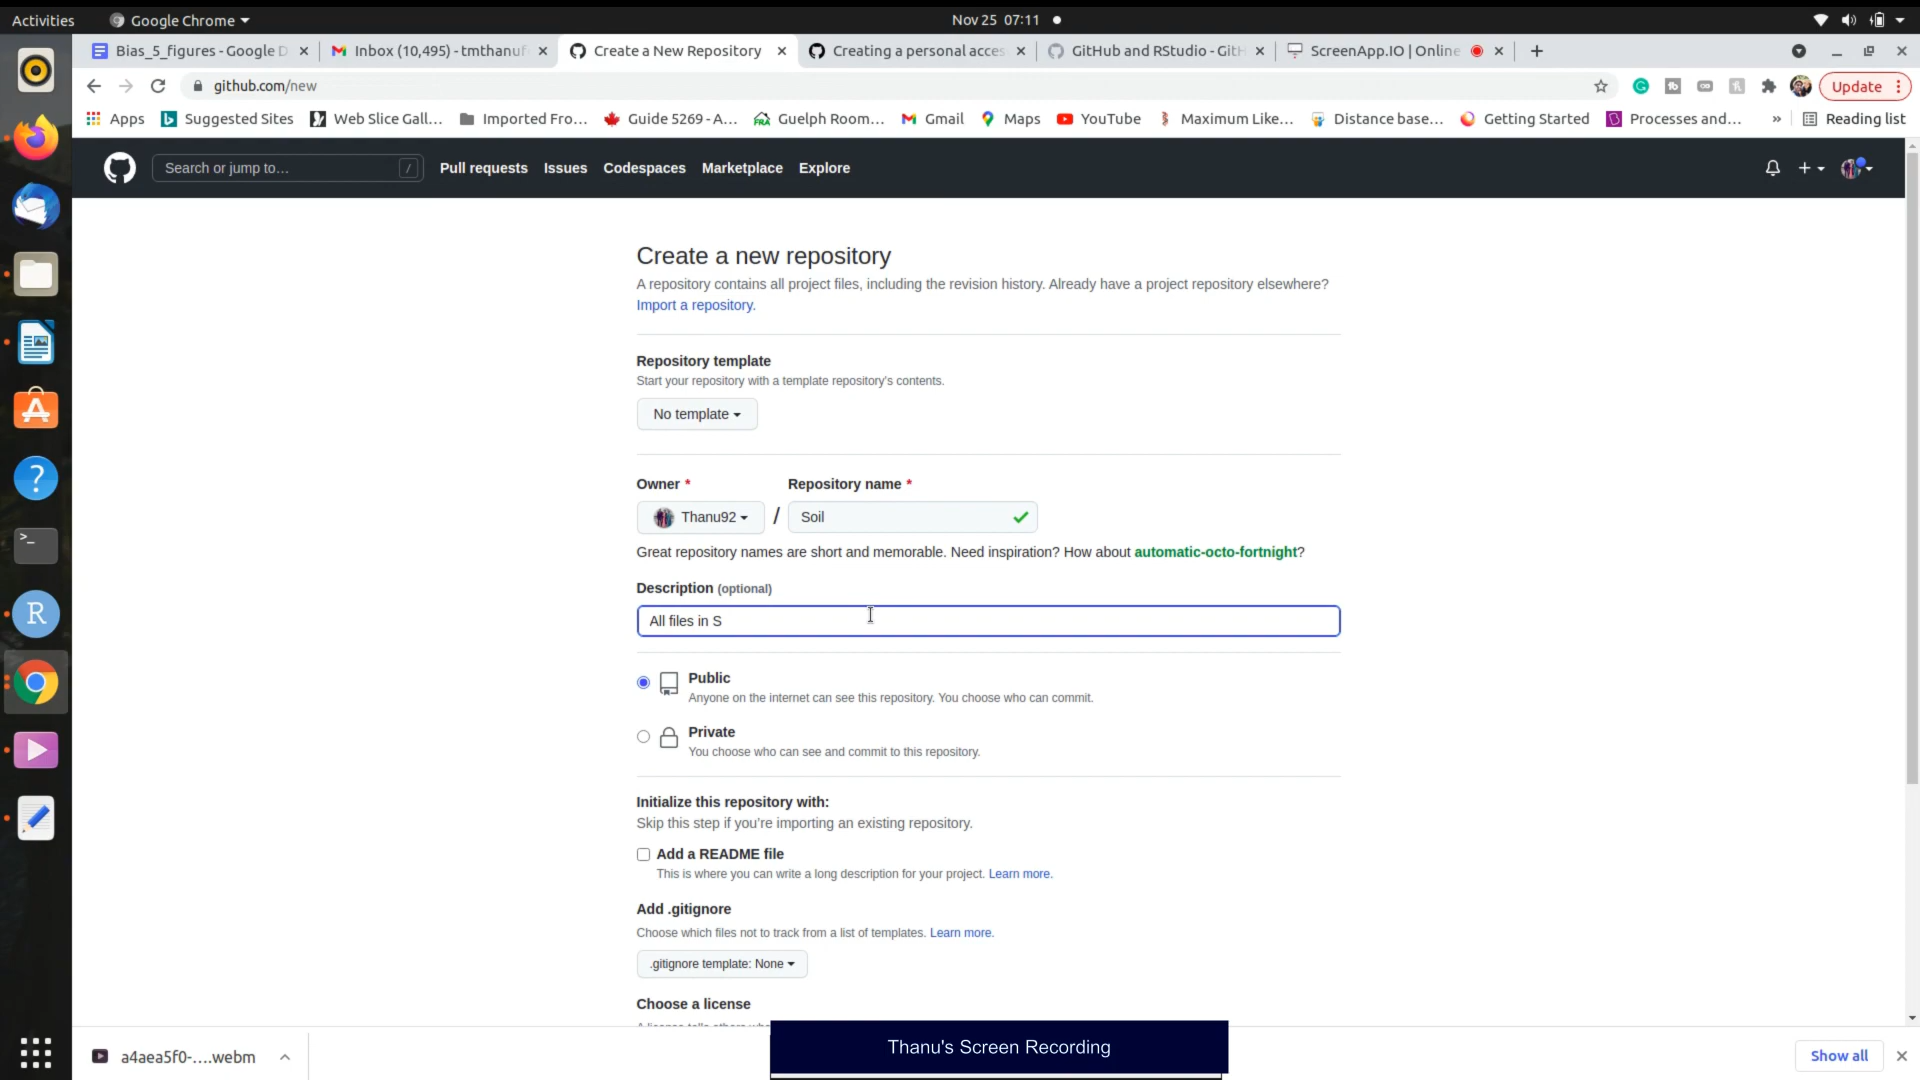 Activities Google Chrome Nov 25 07:11
Bias_5_figures - Google D Inbox (10,495) - tmthanuf Create a New Repository Creating a personal acces GitHub and RStudio - GitH ScreenApp.IO | Online
github.com/new Update
Apps Suggested Sites Web Slice Gall... Imported Fro... Guide 5269 - A... Guelph Room... Gmail Maps YouTube Maximum Like... Distance base... Getting Started Processes and... » Reading list
Search or jump to... / Pull requests Issues Codespaces Marketplace Explore
Create a new repository
A repository contains all project files, including the revision history. Already have a project repository elsewhere?
Import a repository.
Repository template
Start your repository with a template repository's contents.
No template
Owner * Repository name *
Thanu92 / Soil
Great repository names are short and memorable. Need inspiration? How about automatic-octo-fortnight?
Description (optional)
All files in S
Public
Anyone on the internet can see this repository. You choose who can commit.
Private
You choose who can see and commit to this repository.
Initialize this repository with:
Skip this step if you're importing an existing repository.
Add a README file
This is where you can write a long description for your project. Learn more.
Add .gitignore
Choose which files not to track from a list of templates. Learn more.
.gitignore template: None
Choose a license
Thanu's Screen Recording
a4aea5f0-....webm Show all